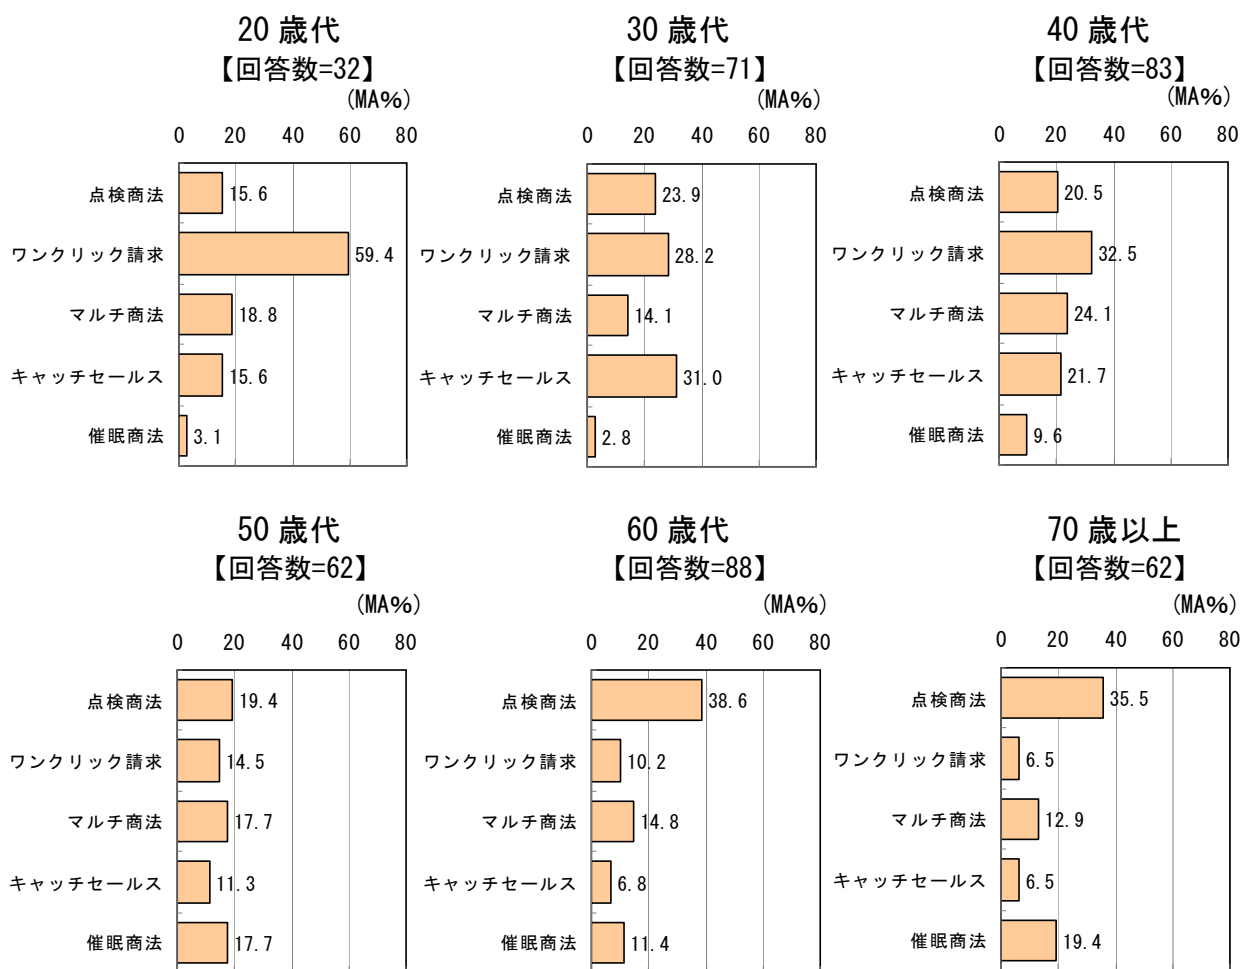 20 歳代
【回答数=32】
(MA%)
0 20 40 60 80
点検商法 15.6
ワンクリック請求 59.4
マルチ商法 18.8
キャッチセールス 15.6
催眠商法 3.1
30 歳代
【回答数=71】
(MA%)
0 20 40 60 80
点検商法 23.9
ワンクリック請求 28.2
マルチ商法 14.1
キャッチセールス 31.0
催眠商法 2.8
40 歳代
【回答数=83】
(MA%)
0 20 40 60 80
点検商法 20.5
ワンクリック請求 32.5
マルチ商法 24.1
キャッチセールス 21.7
催眠商法 9.6
50 歳代
【回答数=62】
(MA%)
0 20 40 60 80
点検商法 19.4
ワンクリック請求 14.5
マルチ商法 17.7
キャッチセールス 11.3
催眠商法 17.7
60 歳代
【回答数=88】
(MA%)
0 20 40 60 80
点検商法 38.6
ワンクリック請求 10.2
マルチ商法 14.8
キャッチセールス 6.8
催眠商法 11.4
70 歳以上
【回答数=62】
(MA%)
0 20 40 60 80
点検商法 35.5
ワンクリック請求 6.5
マルチ商法 12.9
キャッチセールス 6.5
催眠商法 19.4